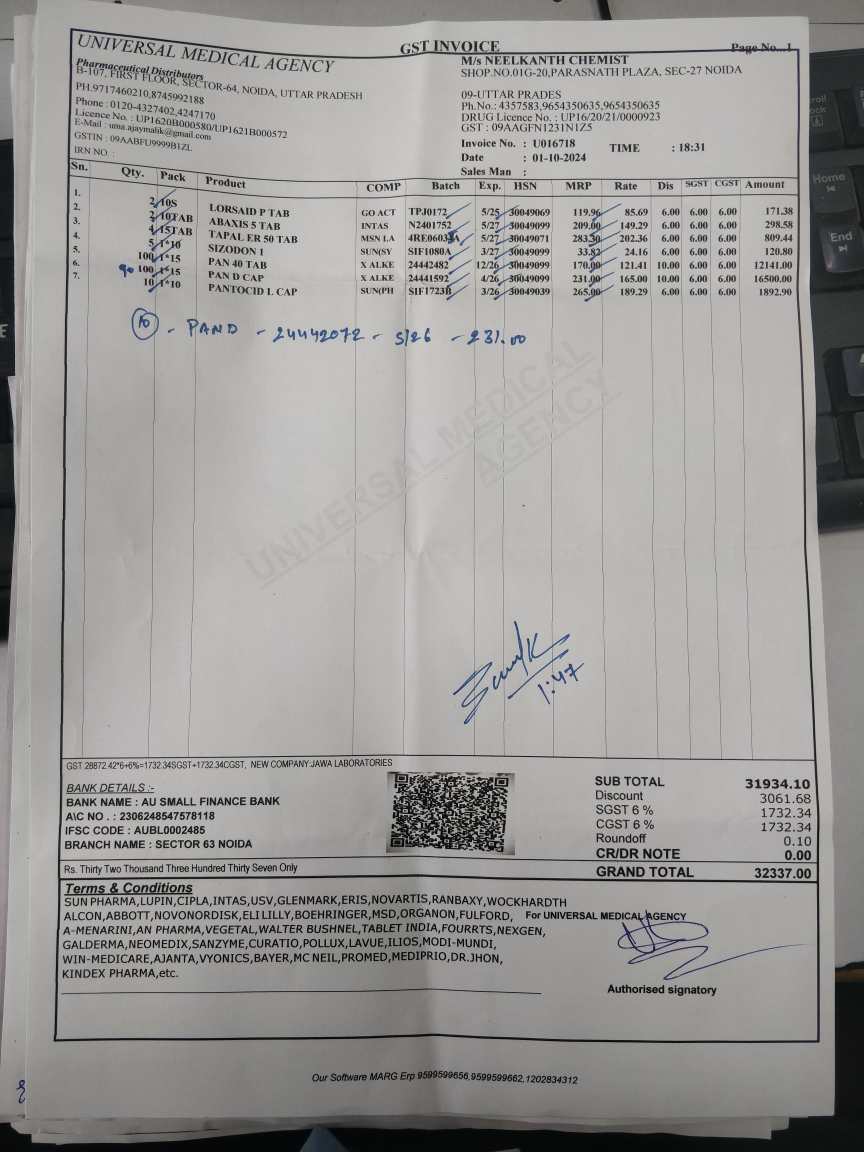 UNIVERSAL MEDICAL AGENCY
Pharmaceutical Distributors
B-107, FIRST FLOOR, SECTOR-64, NOIDA, UTTAR PRADESH
PH.9717460210,8745992188
Phone : 0120-4327402,4247170
Licence No. : UP1620B000580/UP1621B000572
E-Mail : uma.ajaymalik@gmail.com
GSTIN : 09AABFU9999B1ZL
IRN NO. :
GST INVOICE
Page No...1
M/s NEELKANTH CHEMIST
SHOP.NO.01G-20,PARASNATH PLAZA, SEC-27 NOIDA
09-UTTAR PRADES
Ph.No.: 4357583,9654350635,9654350635
DRUG Licence No. : UP16/20/21/0000923
GST : 09AAGFN1231N1Z5
Invoice No. : U016718 TIME : 18:31
Date : 01-10-2024
Sales Man :
Sn. Qty. Pack Product COMP Batch Exp. HSN MRP Rate Dis SGST CGST Amount
1. 2 10S LORSAID P TAB GO ACT TPJ0172 5/25 30049069 119.96 85.69 6.00 6.00 6.00 171.38
2. 2 10TAB ABAXIS 5 TAB INTAS N2401752 5/27 30049099 209.00 149.29 6.00 6.00 6.00 298.58
3. 4 15TAB TAPAL ER 50 TAB MSN LA 5/27 30049071 283.30 202.36 6.00 6.00 6.00 809.44
4. 5 1*10 SIZODON 1 SUN(SY SIF1080A 3/27 30049099 33.82 24.16 6.00 6.00 6.00 120.80
5. 100 1*15 PAN 40 TAB X ALKE 24442482 12/26 30049099 170.00 121.41 10.00 6.00 6.00 12141.00
6. 90 100 1*15 PAN D CAP X ALKE 24441592 4/26 30049099 231.00 165.00 10.00 6.00 6.00 16500.00
7. 10 1*10 PANTOCID L CAP SUN(PH SIF1723B 3/26 30049039 265.00 189.29 6.00 6.00 6.00 1892.90
10 - PAND - 24442072 - 5/26 - 231.00
UNIVERSAL MEDICAL
AGENCY
1:47
GST 28872.42*6+6%=1732.34SGST+1732.34CGST, NEW COMPANY:JAWA LABORATORIES
BANK DETAILS :-
BANK NAME : AU SMALL FINANCE BANK
A\C NO . : 2306248547578118
IFSC CODE : AUBL0002485
BRANCH NAME : SECTOR 63 NOIDA
SUB TOTAL 31934.10
Discount 3061.68
SGST 6 % 1732.34
CGST 6 % 1732.34
Roundoff 0.10
CR/DR NOTE 0.00
Rs. Thirty Two Thousand Three Hundred Thirty Seven Only
GRAND TOTAL 32337.00
Terms & Conditions
SUN PHARMA,LUPIN,CIPLA,INTAS,USV,GLENMARK,ERIS,NOVARTIS,RANBAXY,WOCKHARDTH
ALCON,ABBOTT,NOVONORDISK,ELI LILLY,BOEHRINGER,MSD,ORGANON,FULFORD,
A-MENARINI,AN PHARMA,VEGETAL,WALTER BUSHNEL,TABLET INDIA,FOURRTS,NEXGEN,
GALDERMA,NEOMEDIX,SANZYME,CURATIO,POLLUX,LAVUE,ILIOS,MODI-MUNDI,
WIN-MEDICARE,AJANTA,VYONICS,BAYER,MC NEIL,PROMED,MEDIPRIO,DR.JHON,
KINDEX PHARMA,etc.
For UNIVERSAL MEDICAL AGENCY
Authorised signatory
Our Software MARG Erp 9599599656,9599599662,1202834312
Home
End